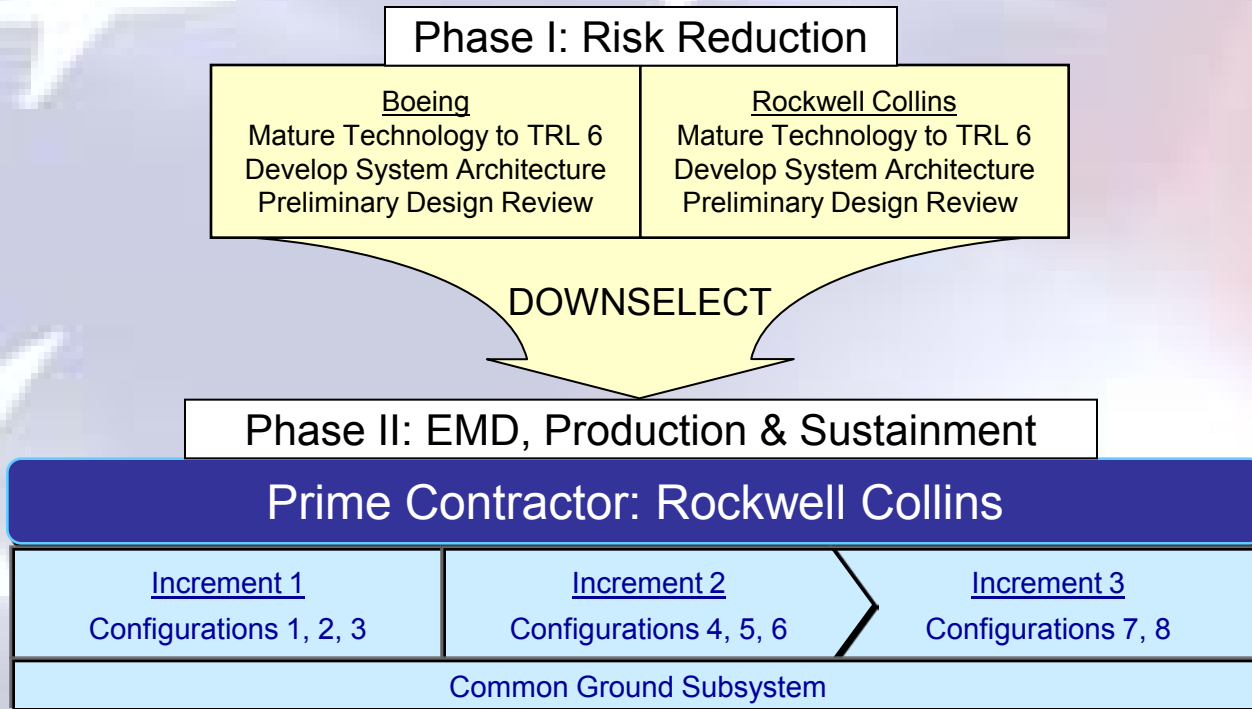 Phase I: Risk Reduction
Boeing
Mature Technology to TRL 6
Develop System Architecture
Preliminary Design Review
Rockwell Collins
Mature Technology to TRL 6
Develop System Architecture
Preliminary Design Review
DOWNSELECT
Phase II: EMD, Production & Sustainment
Prime Contractor: Rockwell Collins
Increment 1
Configurations 1, 2, 3
Increment 2
Configurations 4, 5, 6
Increment 3
Configurations 7, 8
Common Ground Subsystem